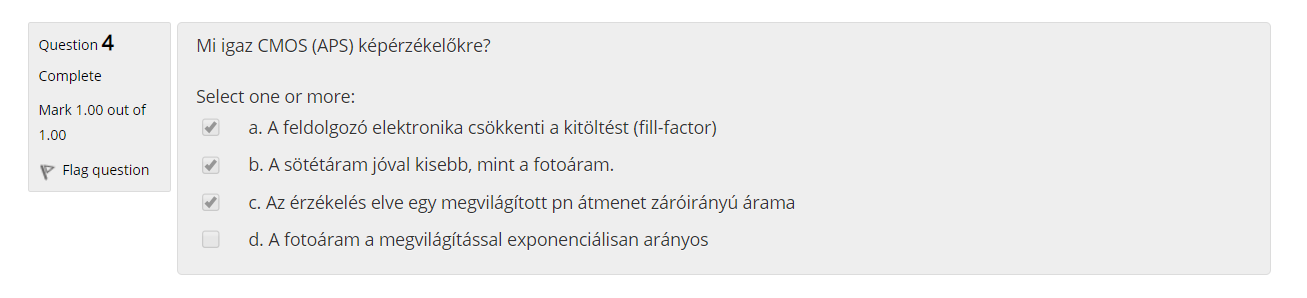 Question 4
Complete
Mark 1.00 out of
1.00
Flag question
Mi igaz CMOS (APS) képérzékelőkre?
Select one or more:
a. A feldolgozó elektronika csökkenti a kitöltést (fill-factor)
b. A sötétáram jóval kisebb, mint a fotoáram.
c. Az érzékelés elve egy megvilágított pn átmenet záróirányú árama
d. A fotoáram a megvilágítással exponenciálisan arányos